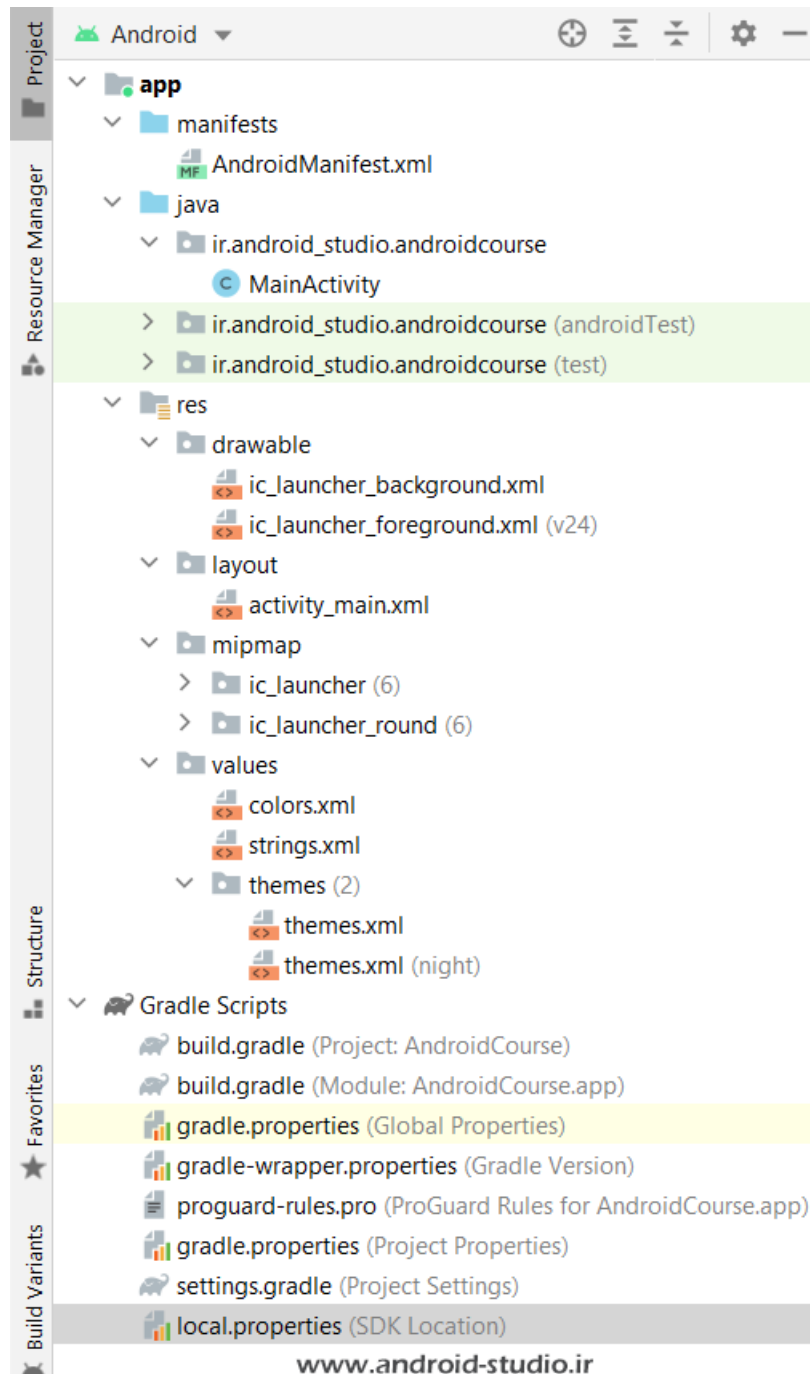 Android
app
manifests
MF AndroidManifest.xml
java
ir.android_studio.androidcourse
C MainActivity
ir.android_studio.androidcourse (androidTest)
ir.android_studio.androidcourse (test)
res
drawable
ic_launcher_background.xml
ic_launcher_foreground.xml (v24)
layout
activity_main.xml
mipmap
ic_launcher (6)
ic_launcher_round (6)
values
colors.xml
strings.xml
themes (2)
themes.xml
themes.xml (night)
Gradle Scripts
build.gradle (Project: AndroidCourse)
build.gradle (Module: AndroidCourse.app)
gradle.properties (Global Properties)
gradle-wrapper.properties (Gradle Version)
proguard-rules.pro (ProGuard Rules for AndroidCourse.app)
gradle.properties (Project Properties)
settings.gradle (Project Settings)
local.properties (SDK Location)
www.android-studio.ir
Project
Resource Manager
Structure
Favorites
Build Variants